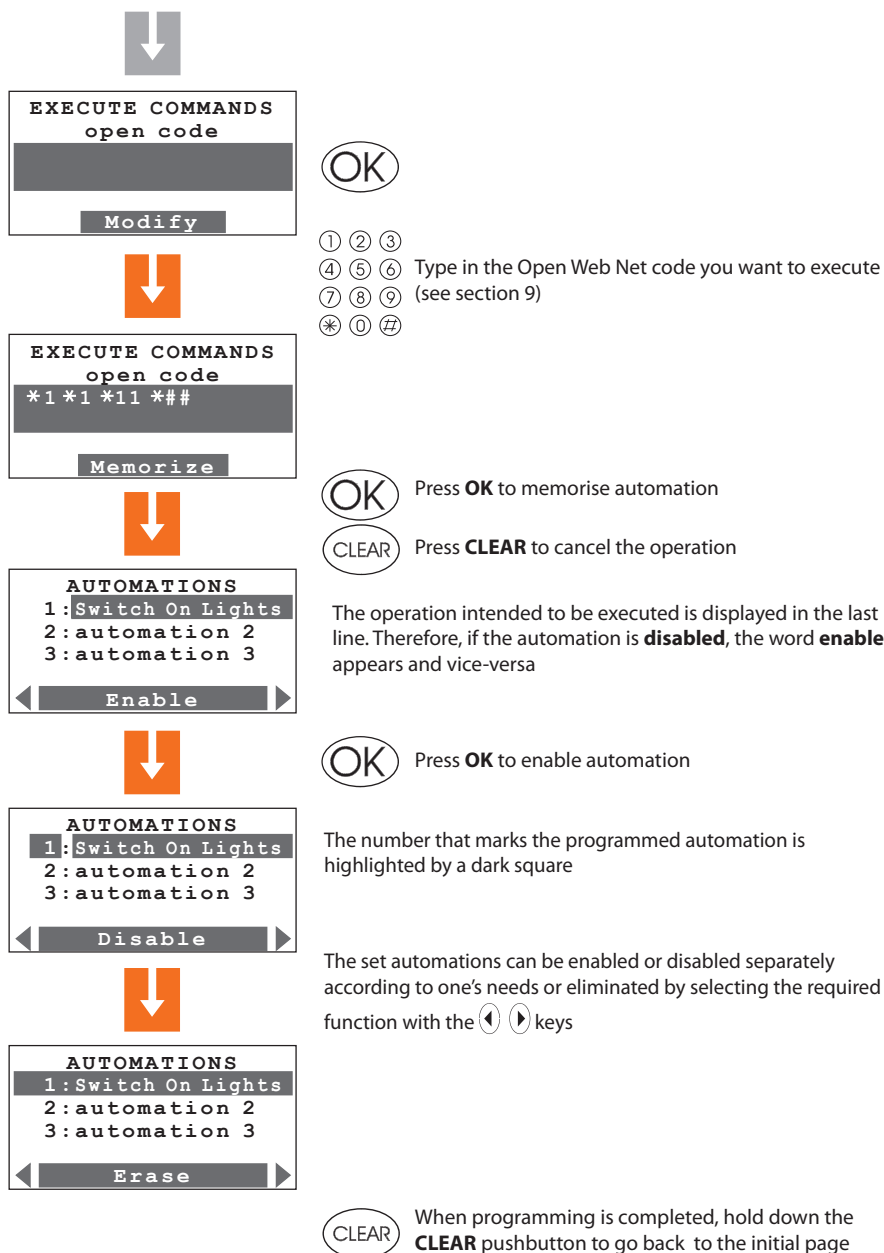 EXECUTE COMMANDS
open code
Modify
OK
1 2 3
4 5 6
7 8 9
* 0 #
Type in the Open Web Net code you want to execute
(see section 9)
EXECUTE COMMANDS
open code
*1*1*11*##
Memorize
OK
Press OK to memorise automation
CLEAR
Press CLEAR to cancel the operation
AUTOMATIONS
1:Switch On Lights
2:automation 2
3:automation 3
Enable
The operation intended to be executed is displayed in the last
line. Therefore, if the automation is disabled, the word enable
appears and vice-versa
OK
Press OK to enable automation
AUTOMATIONS
1:Switch On Lights
2:automation 2
3:automation 3
Disable
The number that marks the programmed automation is
highlighted by a dark square
The set automations can be enabled or disabled separately
according to one's needs or eliminated by selecting the required
function with the keys
AUTOMATIONS
1:Switch On Lights
2:automation 2
3:automation 3
Erase
CLEAR
When programming is completed, hold down the
CLEAR pushbutton to go back to the initial page